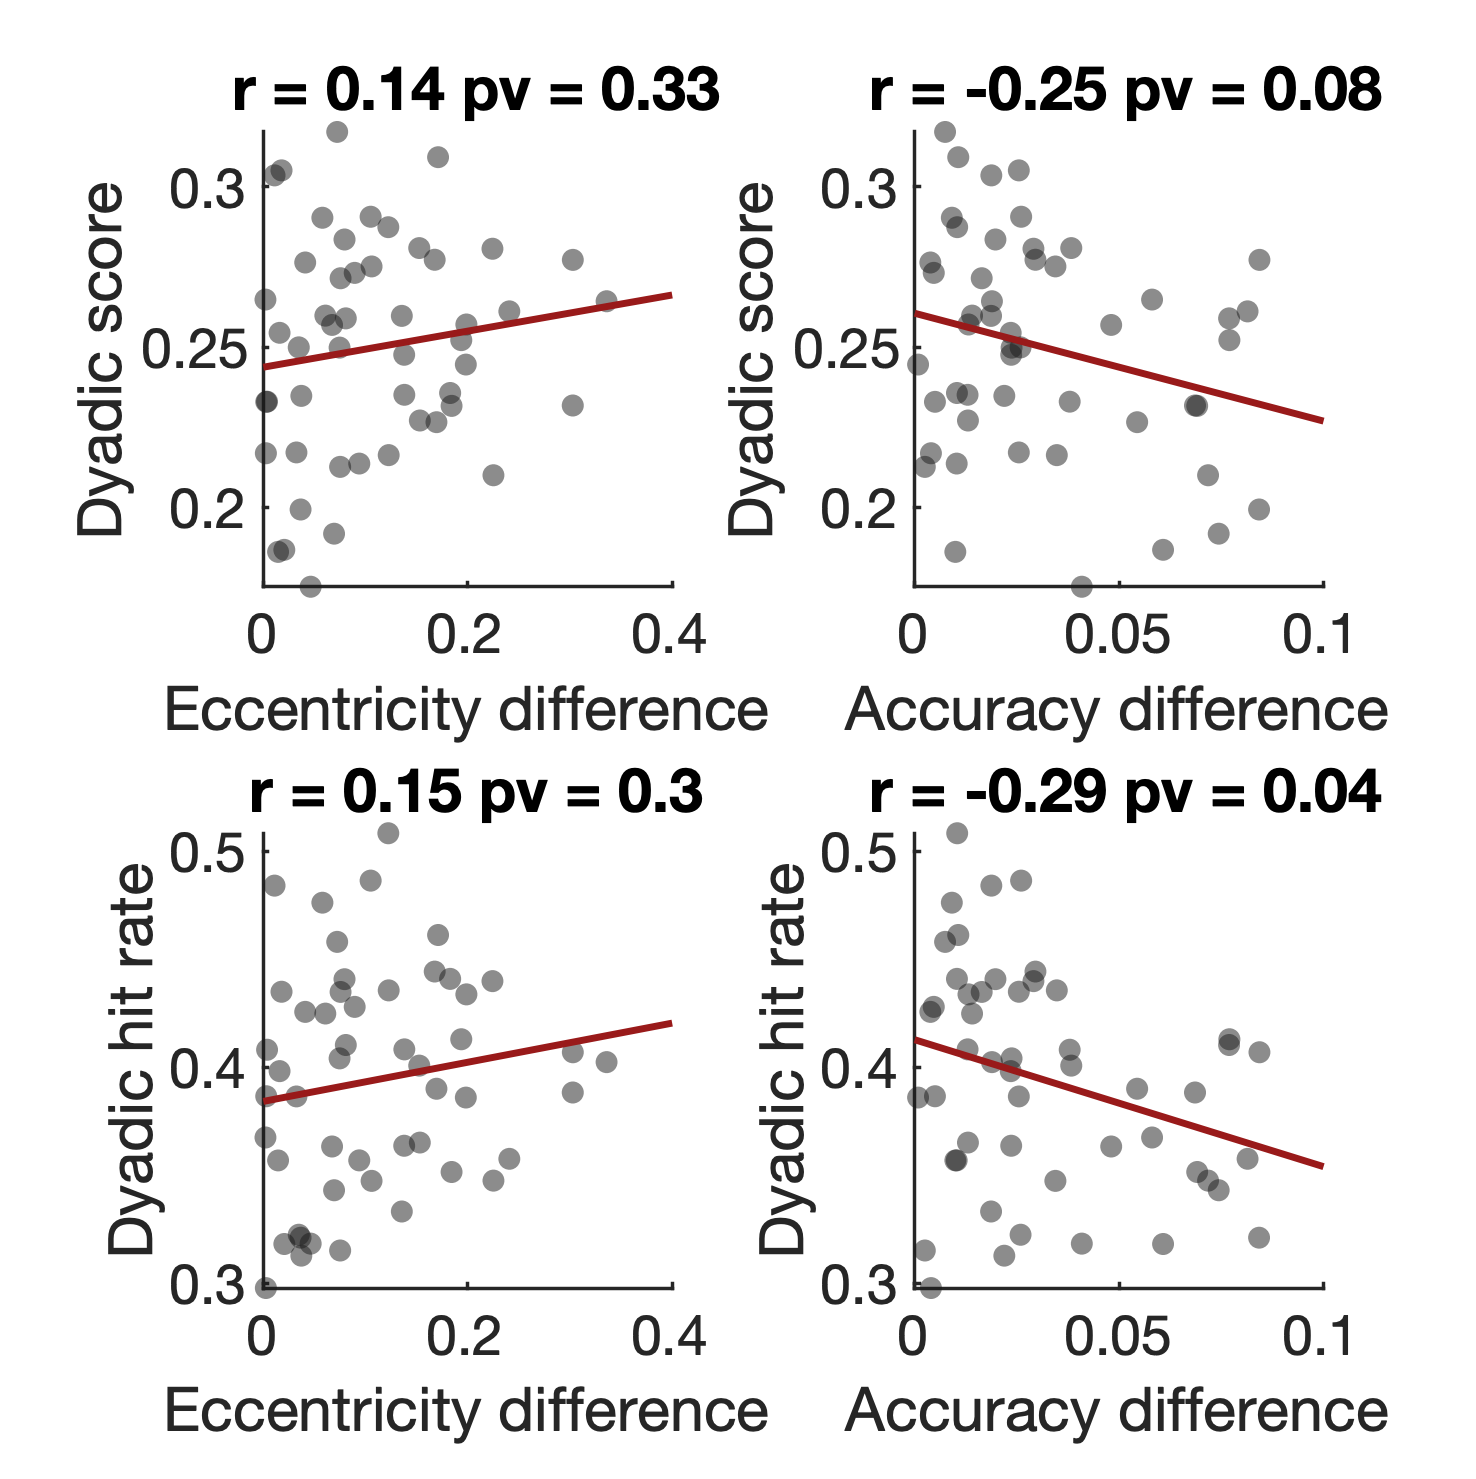 r = 0.14 pv = 0.33
Dyadic score
0.3
0.25
0.2
0 0.2 0.4
Eccentricity difference
r = -0.25 pv = 0.08
Dyadic score
0.3
0.25
0.2
0 0.05 0.1
Accuracy difference
r = 0.15 pv = 0.3
Dyadic hit rate
0.5
0.4
0.3
0 0.2 0.4
Eccentricity difference
r = -0.29 pv = 0.04
Dyadic hit rate
0.5
0.4
0.3
0 0.05 0.1
Accuracy difference